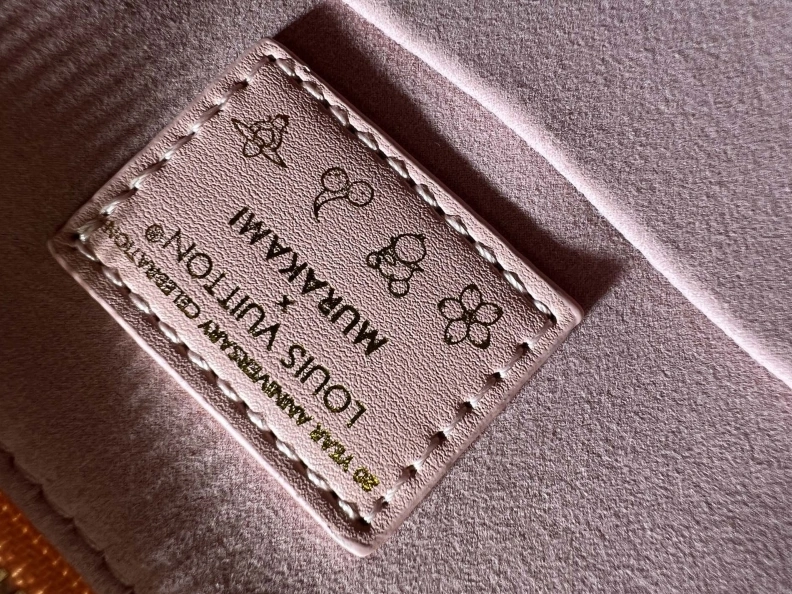 20 YEAR ANNIVERSARY CELEBRATION
LOUIS VUITTON®
×
MURAKAMI